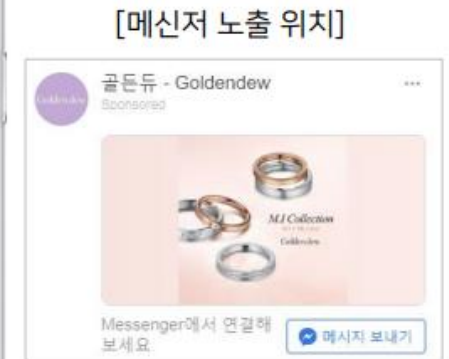 [메신저 노출 위치]
Goldendew
골든듀 - Goldendew
Sponsored
M.I Collection
Goldendew
Messenger에서 연결해
보세요
메시지 보내기